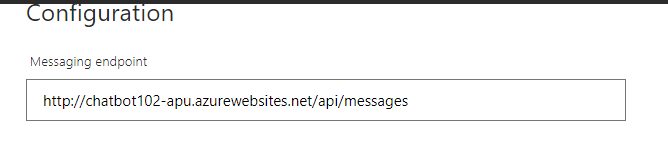 Configuration
Messaging endpoint
http://chatbot102-apu.azurewebsites.net/api/messages